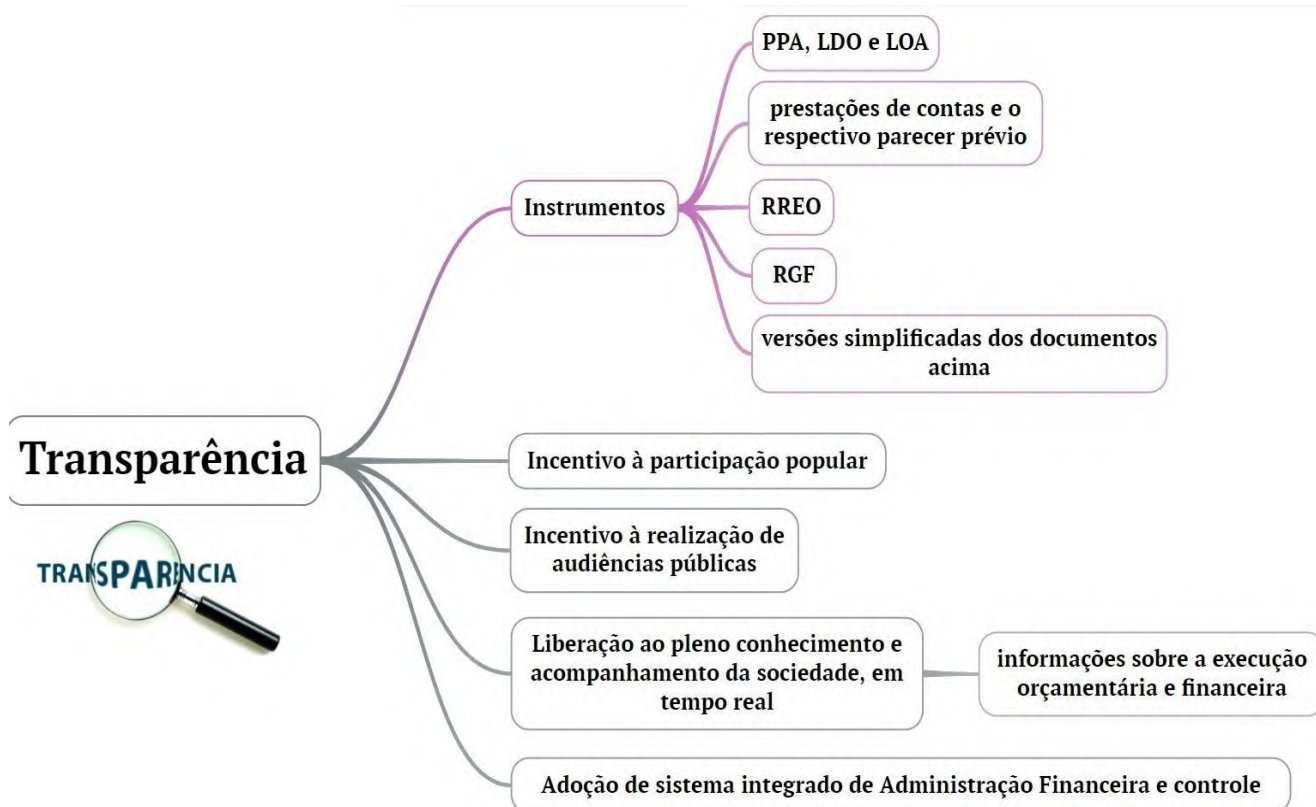 PPA, LDO e LOA
prestações de contas e o
respectivo parecer prévio
Instrumentos
RREO
RGF
versões simplificadas dos documentos
acima
Transparência
TRANSPARENCIA
Incentivo à participação popular
Incentivo à realização de
audiências públicas
Liberação ao pleno conhecimento e
acompanhamento da sociedade, em
tempo real
informações sobre a execução
orçamentária e financeira
Adoção de sistema integrado de Administração Financeira e controle